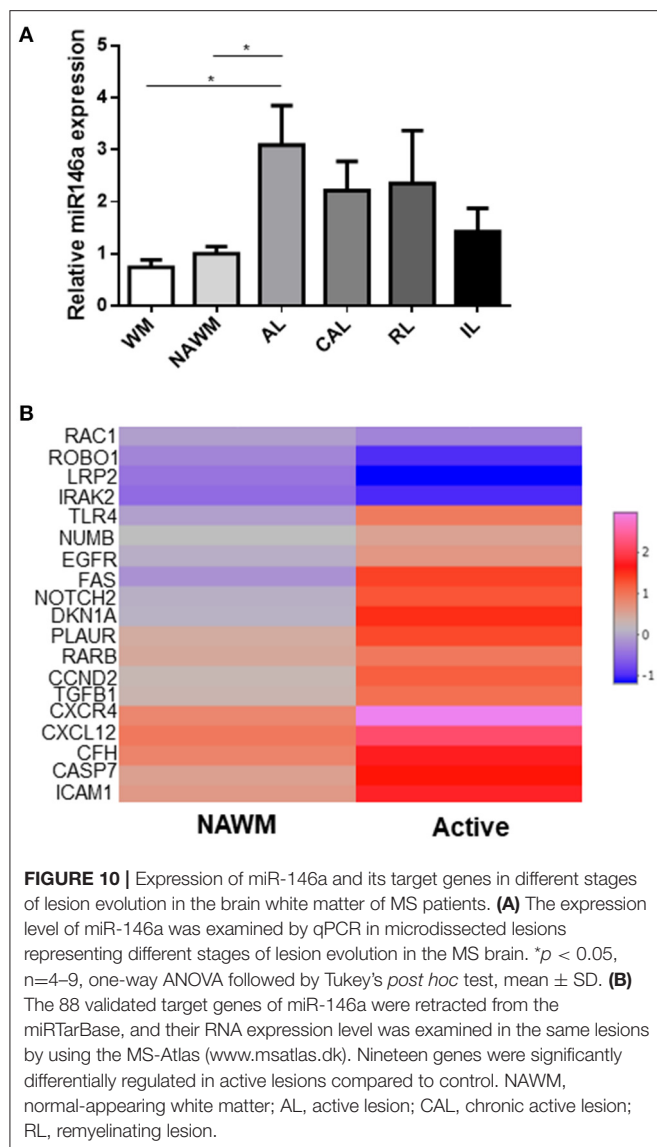 A
Relative miR146a expression
5
4
3
2
1
0
*
*
WM
NAWM
AL
CAL
RL
IL
B
RAC1
ROBO1
LRP2
IRAK2
TLR4
NUMB
EGFR
FAS
NOTCH2
DKN1A
PLAUR
RARB
CCND2
TGFB1
CXCR4
CXCL12
CFH
CASP7
ICAM1
NAWM Active
2
1
0
-1
FIGURE 10 | Expression of miR-146a and its target genes in different stages
of lesion evolution in the brain white matter of MS patients. (A) The expression
level of miR-146a was examined by qPCR in microdissected lesions
representing different stages of lesion evolution in the MS brain. *p < 0.05,
n=4–9, one-way ANOVA followed by Tukey's post hoc test, mean ± SD. (B)
The 88 validated target genes of miR-146a were retracted from the
miRTarBase, and their RNA expression level was examined in the same lesions
by using the MS-Atlas (www.msatlas.dk). Nineteen genes were significantly
differentially regulated in active lesions compared to control. NAWM,
normal-appearing white matter; AL, active lesion; CAL, chronic active lesion;
RL, remyelinating lesion.